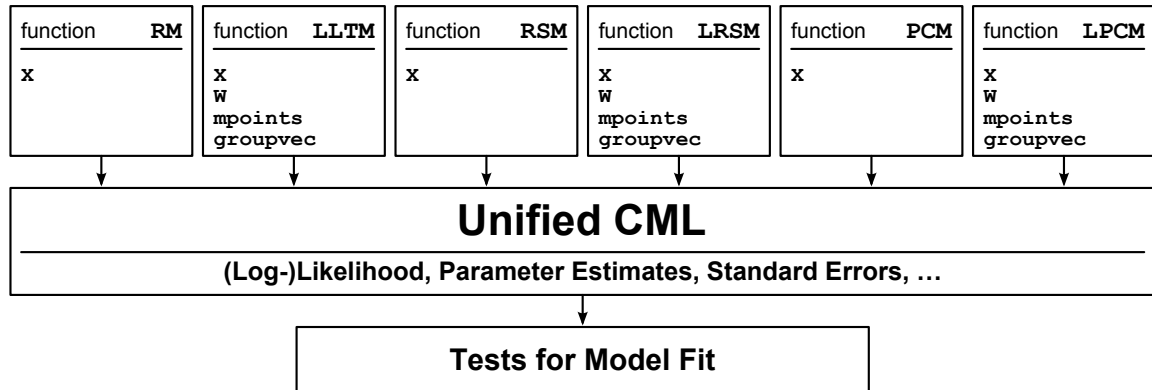 function RM
X
function LLTM
X
W
mpoints
groupvec
function RSM
X
function LRSM
X
W
mpoints
groupvec
function PCM
X
function LPCM
X
W
mpoints
groupvec
Unified CML
(Log-)Likelihood, Parameter Estimates, Standard Errors, …
Tests for Model Fit